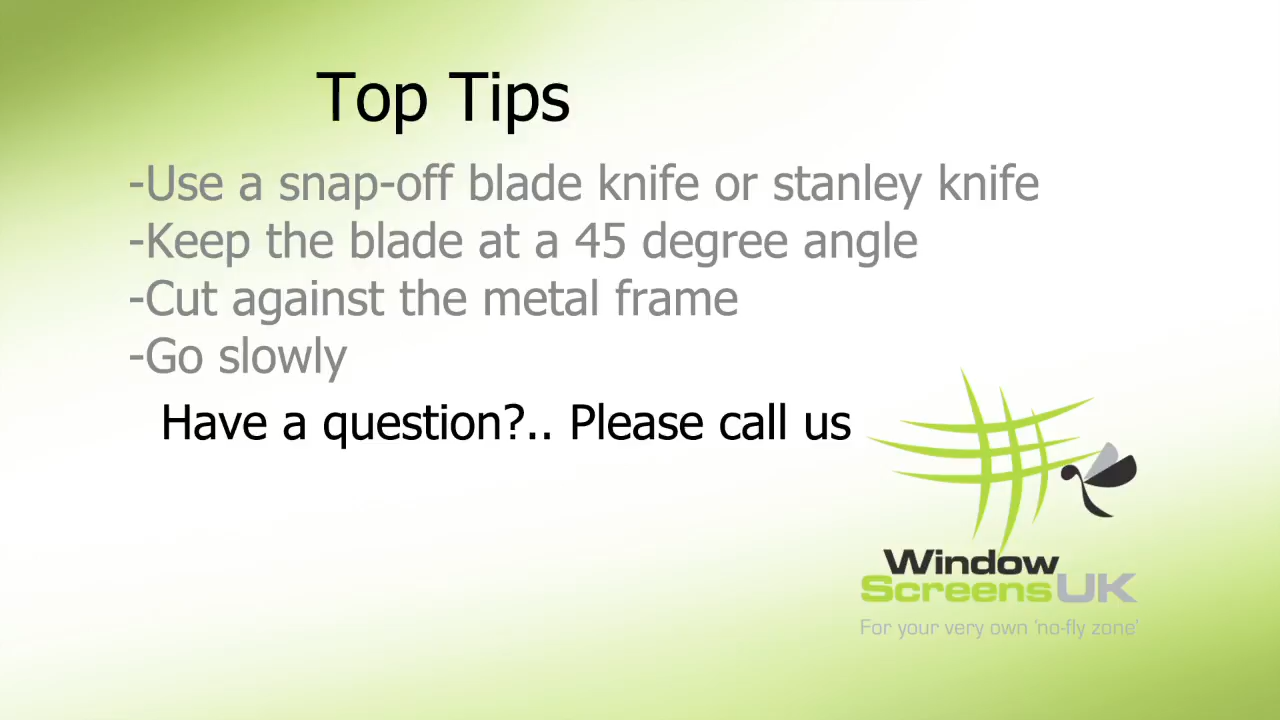 Top Tips
-Use a snap-off blade knife or stanley knife
-Keep the blade at a 45 degree angle
-Cut against the metal frame
-Go slowly
Have a question?.. Please call us
Window
ScreensUK
For your very own 'no-fly zone'